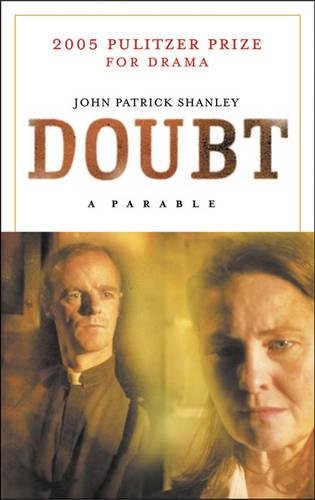 2005 PULITZER PRIZE
FOR DRAMA
JOHN PATRICK SHANLEY
DOUBT
A PARABLE